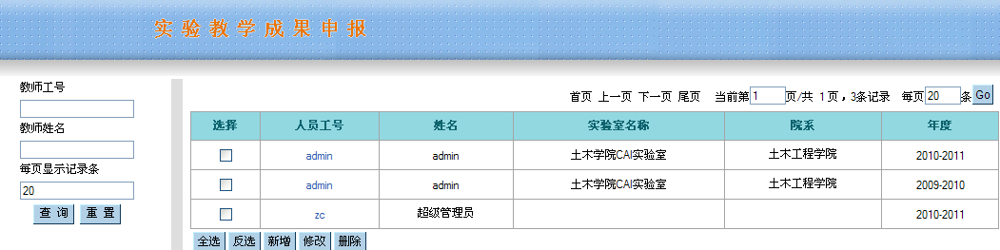 实验教学成果申报
教师工号
教师姓名
每页显示记录条
20
查 询 重 置
首页 上一页 下一页 尾页 当前第 1 页/共 1 页，3条记录 每页 20 条 Go
选择 人员工号 姓名 实验室名称 院系 年度
admin admin 土木学院CAI实验室 土木工程学院 2010-2011
admin admin 土木学院CAI实验室 土木工程学院 2009-2010
zc 超级管理员 2010-2011
全选 反选 新增 修改 删除